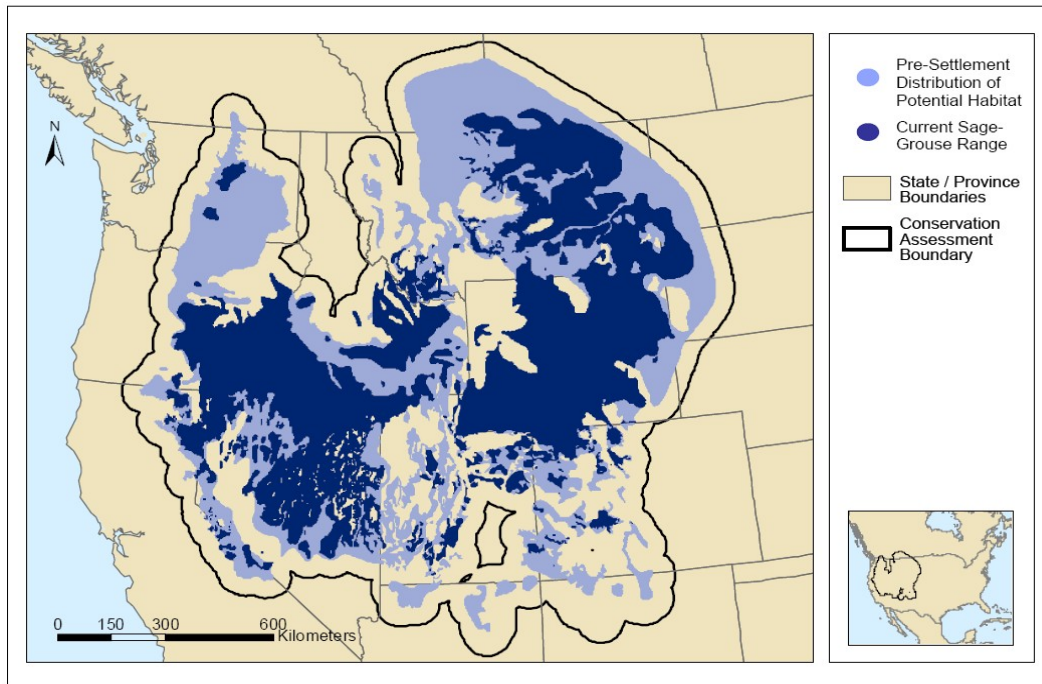 N
0 150 300 600
Kilometers
Pre-Settlement
Distribution of
Potential Habitat
Current Sage-
Grouse Range
State / Province
Boundaries
Conservation
Assessment
Boundary